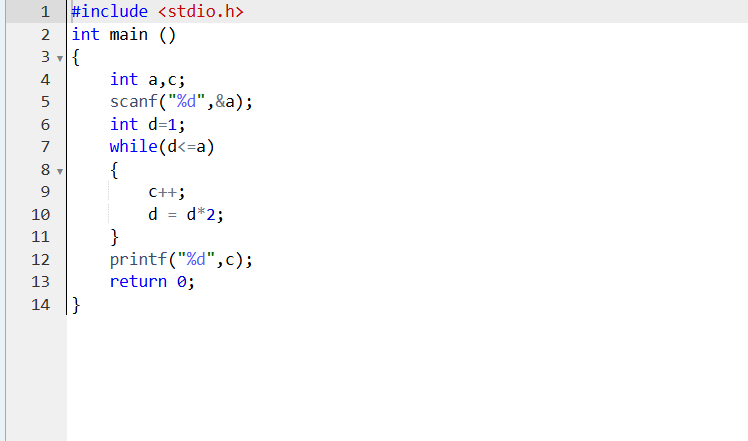 1 #include <stdio.h>
2 int main ()
3 {
4 int a,c;
5 scanf("%d",&a);
6 int d=1;
7 while(d<=a)
8 {
9 c++;
10 d = d*2;
11 }
12 printf("%d",c);
13 return 0;
14 }